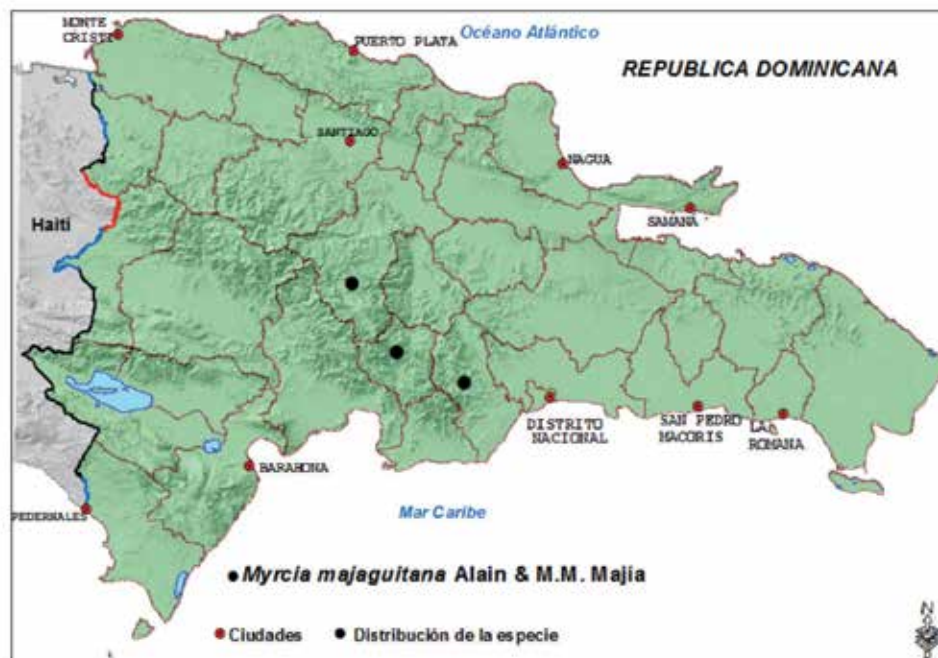 MONTE
CRISTI
Océano Atlántico
PUERTO PLATA
REPUBLICA DOMINICANA
SANTIAGO
NAGUA
SAMANA
Haití
DISTRITO
NACIONAL
SAN PEDRO
MACORIS
LA
ROMANA
BARAHONA
PEDERNALES
Mar Caribe
Myrcia majaguitana Alain & M.M. Majia
Ciudades
Distribución de la especie
N